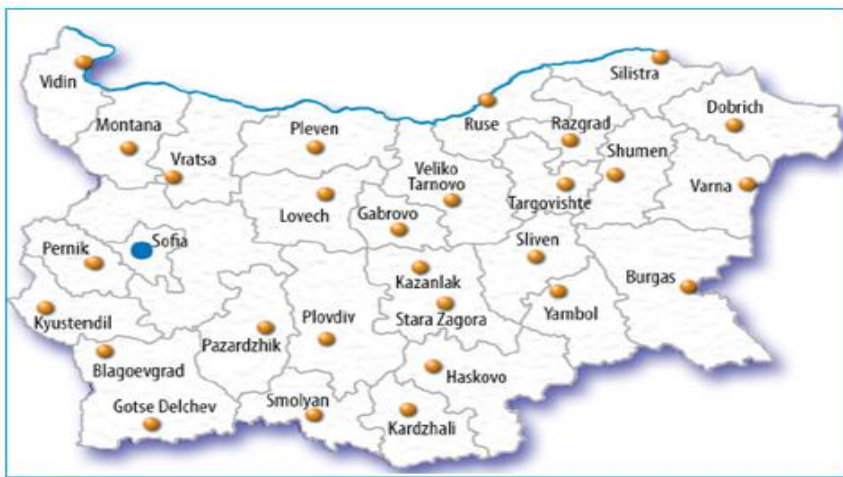 Vidin
Silistra
Dobrich
Montana
Pleven
Ruse
Razgrad
Vratsa
Shumen
Veliko
Tarnovo
Varna
Lovech
Gabrovo
Targovishte
Sofia
Sliven
Pernik
Kazanlak
Burgas
Kyustendil
Plovdiv
Stara Zagora
Yambol
Pazardzhik
Blagoevgrad
Haskovo
Gotse Delchev
Smolyan
Kardzhali